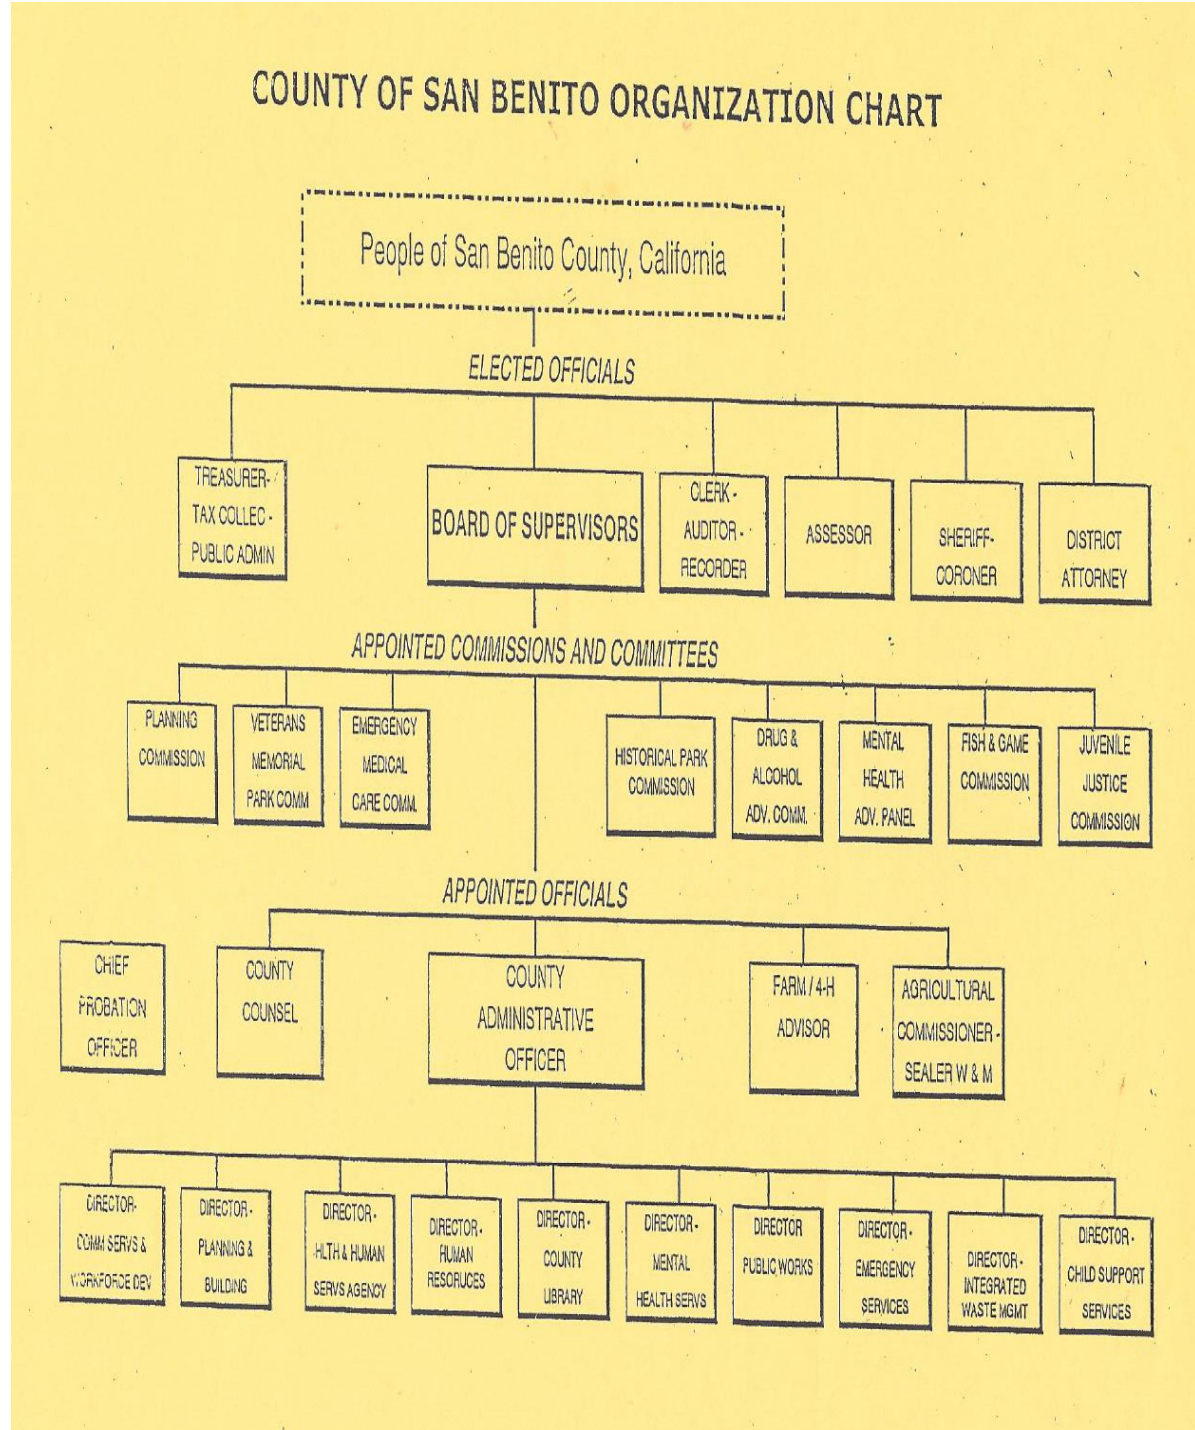 COUNTY OF SAN BENITO ORGANIZATION CHART
People of San Benito County, California
ELECTED OFFICIALS
TREASURER-
TAX COLLEC -
PUBLIC ADMIN
BOARD OF SUPERVISORS
CLERK -
AUDITOR -
RECORDER
ASSESSOR
SHERIFF-
CORONER
DISTRICT
ATTORNEY
APPOINTED COMMISSIONS AND COMMITTEES
PLANNING
COMMISSION
VETERANS
MEMORIAL
PARK COMM
EMERGENCY
MEDICAL
CARE COMM.
HISTORICAL PARK
COMMISSION
DRUG &
ALCOHOL
ADV. COMM.
MENTAL
HEALTH
ADV. PANEL
FISH & GAME
COMMISSION
JUVENILE
JUSTICE
COMMISSION
APPOINTED OFFICIALS
CHIEF
PROBATION
OFFICER
COUNTY
COUNSEL
COUNTY
ADMINISTRATIVE
OFFICER
FARM / 4-H
ADVISOR
AGRICULTURAL
COMMISSIONER -
SEALER W & M
DIRECTOR-
COMM SERVS &
WORKFORCE DEV
DIRECTOR -
PLANNING &
BUILDING
DIRECTOR -
HLTH & HUMAN
SERVS AGENCY
DIRECTOR -
HUMAN
RESORUCES
DIRECTOR -
COUNTY
LIBRARY
DIRECTOR -
MENTAL
HEALTH SERVS
DIRECTOR
PUBLIC WORKS
DIRECTOR -
EMERGENCY
SERVICES
DIRECTOR -
INTEGRATED
WASTE MGMT
DIRECTOR -
CHILD SUPPORT
SERVICES